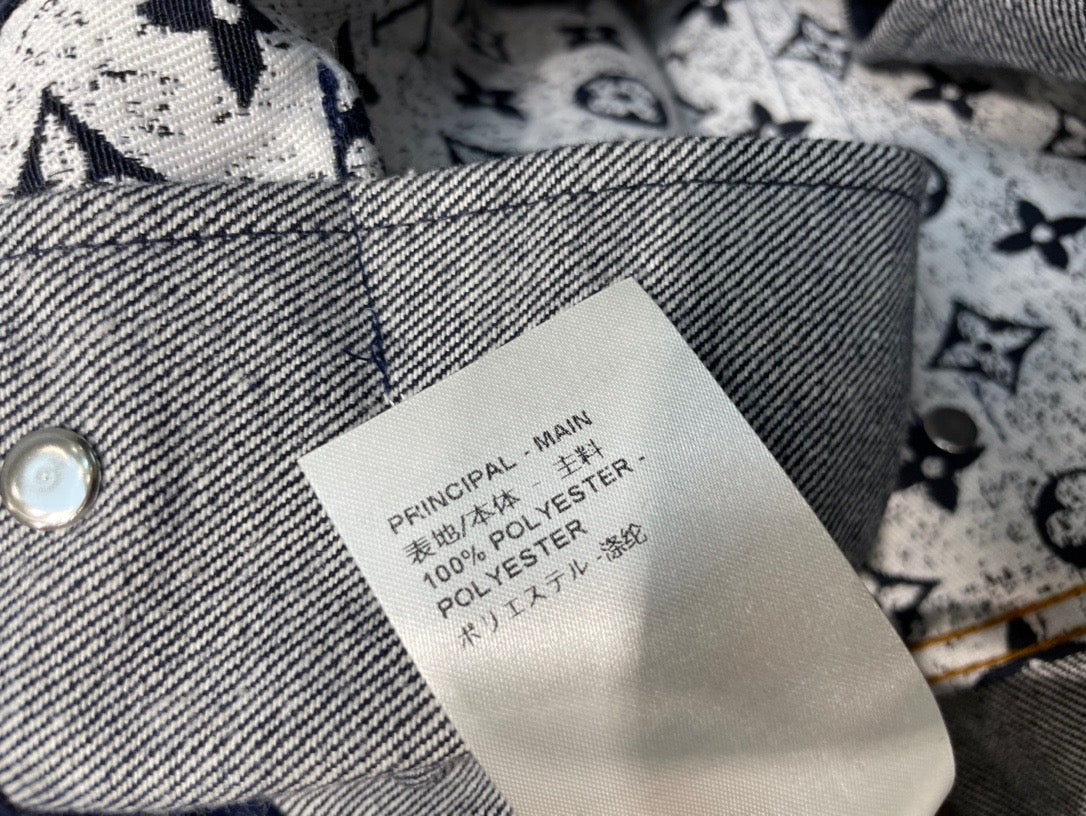 PRINCIPAL - MAIN
表地/本体 - 主料
100% POLYESTER -
POLYESTER
ポリエステル -涤纶